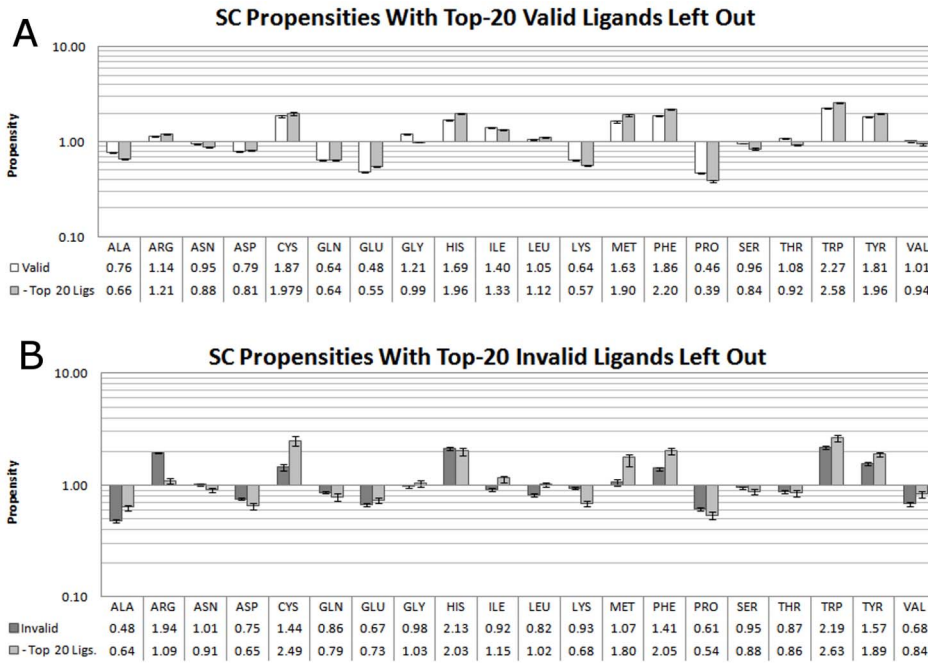 A
SC Propensities With Top-20 Valid Ligands Left Out
10.00
1.00
0.10
Propensity
ALA ARG ASN ASP CYS GLN GLU GLY HIS ILE LEU LYS MET PHE PRO SER THR TRP TYR VAL
Valid 0.76 1.14 0.95 0.79 1.87 0.64 0.48 1.21 1.69 1.40 1.05 0.64 1.63 1.86 0.46 0.96 1.08 2.27 1.81 1.01
- Top 20 Ligs 0.66 1.21 0.88 0.81 1.979 0.64 0.55 0.99 1.96 1.33 1.12 0.57 1.90 2.20 0.39 0.84 0.92 2.58 1.96 0.94
B
SC Propensities With Top-20 Invalid Ligands Left Out
10.00
1.00
0.10
Propensity
ALA ARG ASN ASP CYS GLN GLU GLY HIS ILE LEU LYS MET PHE PRO SER THR TRP TYR VAL
Invalid 0.48 1.94 1.01 0.75 1.44 0.86 0.67 0.98 2.13 0.92 0.82 0.93 1.07 1.41 0.61 0.95 0.87 2.19 1.57 0.68
- Top 20 Ligs. 0.64 1.09 0.91 0.65 2.49 0.79 0.73 1.03 2.03 1.15 1.02 0.68 1.80 2.05 0.54 0.88 0.86 2.63 1.89 0.84